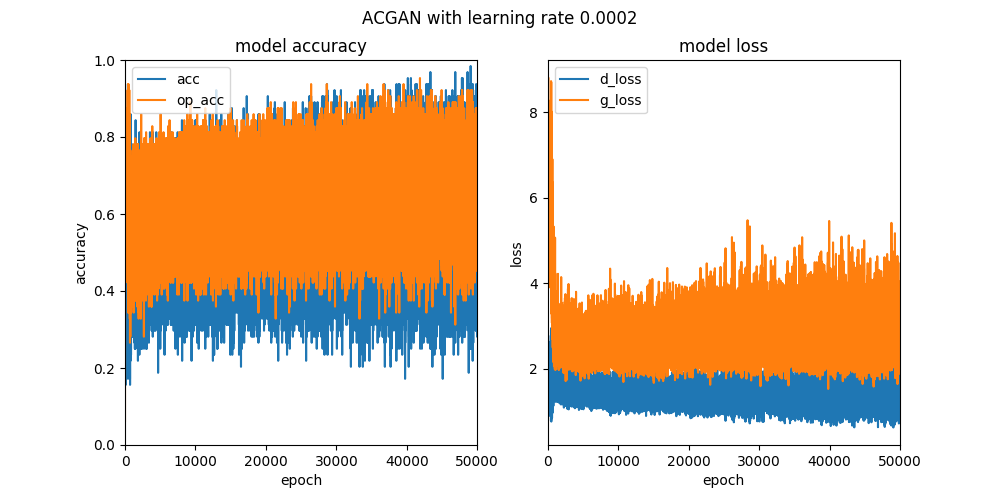 ACGAN with learning rate 0.0002
model accuracy
acc
op_acc
accuracy
1.0
0.8
0.6
0.4
0.2
0.0
0 10000 20000 30000 40000 50000
epoch
model loss
d_loss
g_loss
loss
8
6
4
2
0 10000 20000 30000 40000 50000
epoch